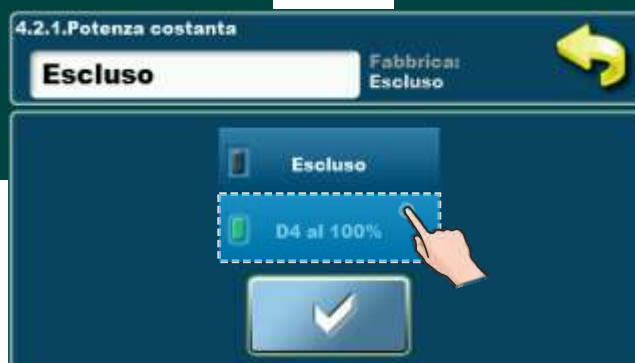 4.2.1.Potenza costanta
Escluso
Fabbrica:
Escluso
Escluso
D4 al 100%